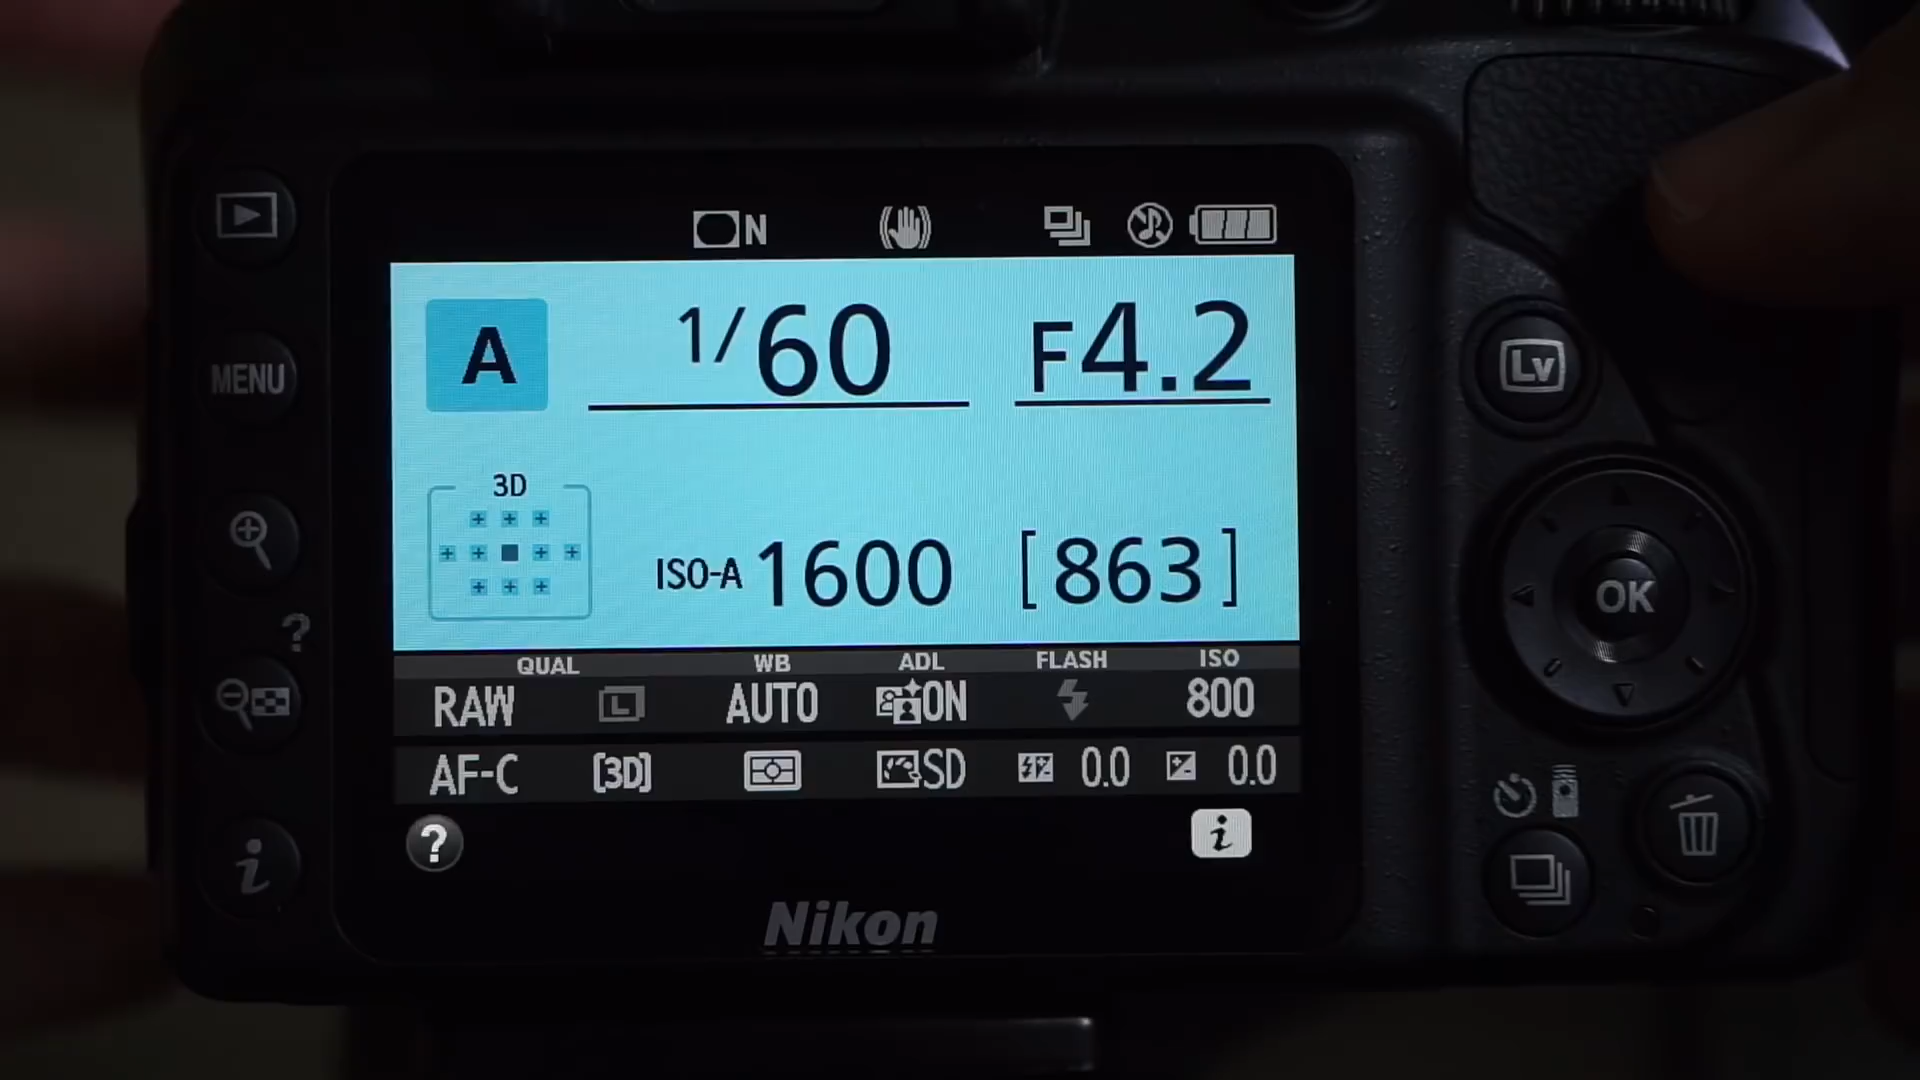 N
A 1/60 F4.2
3D
ISO-A 1600 [863]
QUAL WB ADL FLASH ISO
RAW L AUTO ON 800
AF-C [3D] SD 0.0 0.0
? i
Nikon
MENU
?
i
Lv
OK